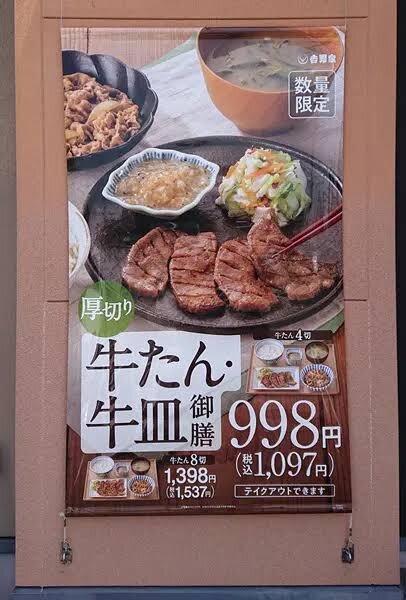 吉野家
数量
限定
厚切り
牛たん・
牛皿御膳
牛たん4切
998円
(税込1,097円)
テイクアウトできます
牛たん8切
1,398円
(税込1,537円)